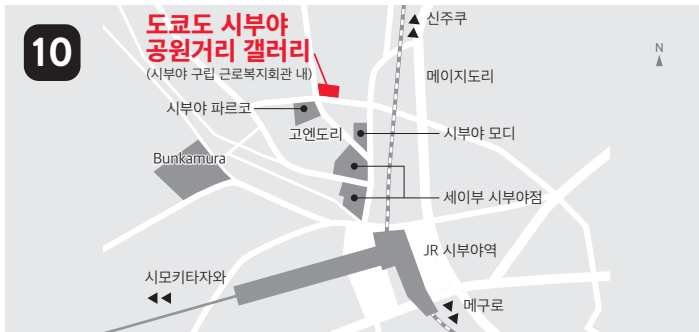 10
도쿄도 시부야
공원거리 갤러리
(시부야 구립 근로복지회관 내)
신주쿠
N
메이지도리
시부야 파르코
고엔도리
시부야 모디
Bunkamura
세이부 시부야점
JR 시부야역
시모키타자와
메구로